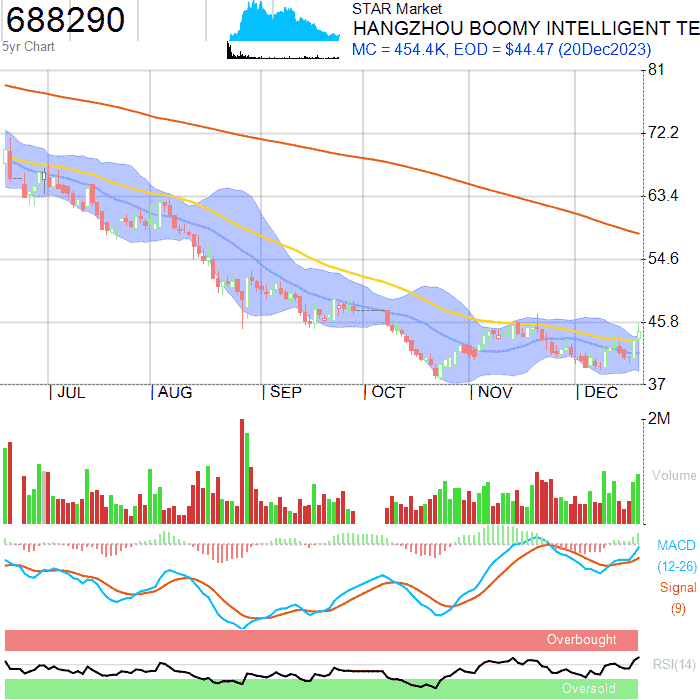 688290
5yr Chart
STAR Market
HANGZHOU BOOMY INTELLIGENT TE
MC = 454.4K, EOD = $44.47 (20Dec2023)
81
72.2
63.4
54.6
45.8
37
JUL
AUG
SEP
OCT
NOV
DEC
2M
Volume
MACD
(12-26)
Signal
(9)
Overbought
RSI(14)
Oversold